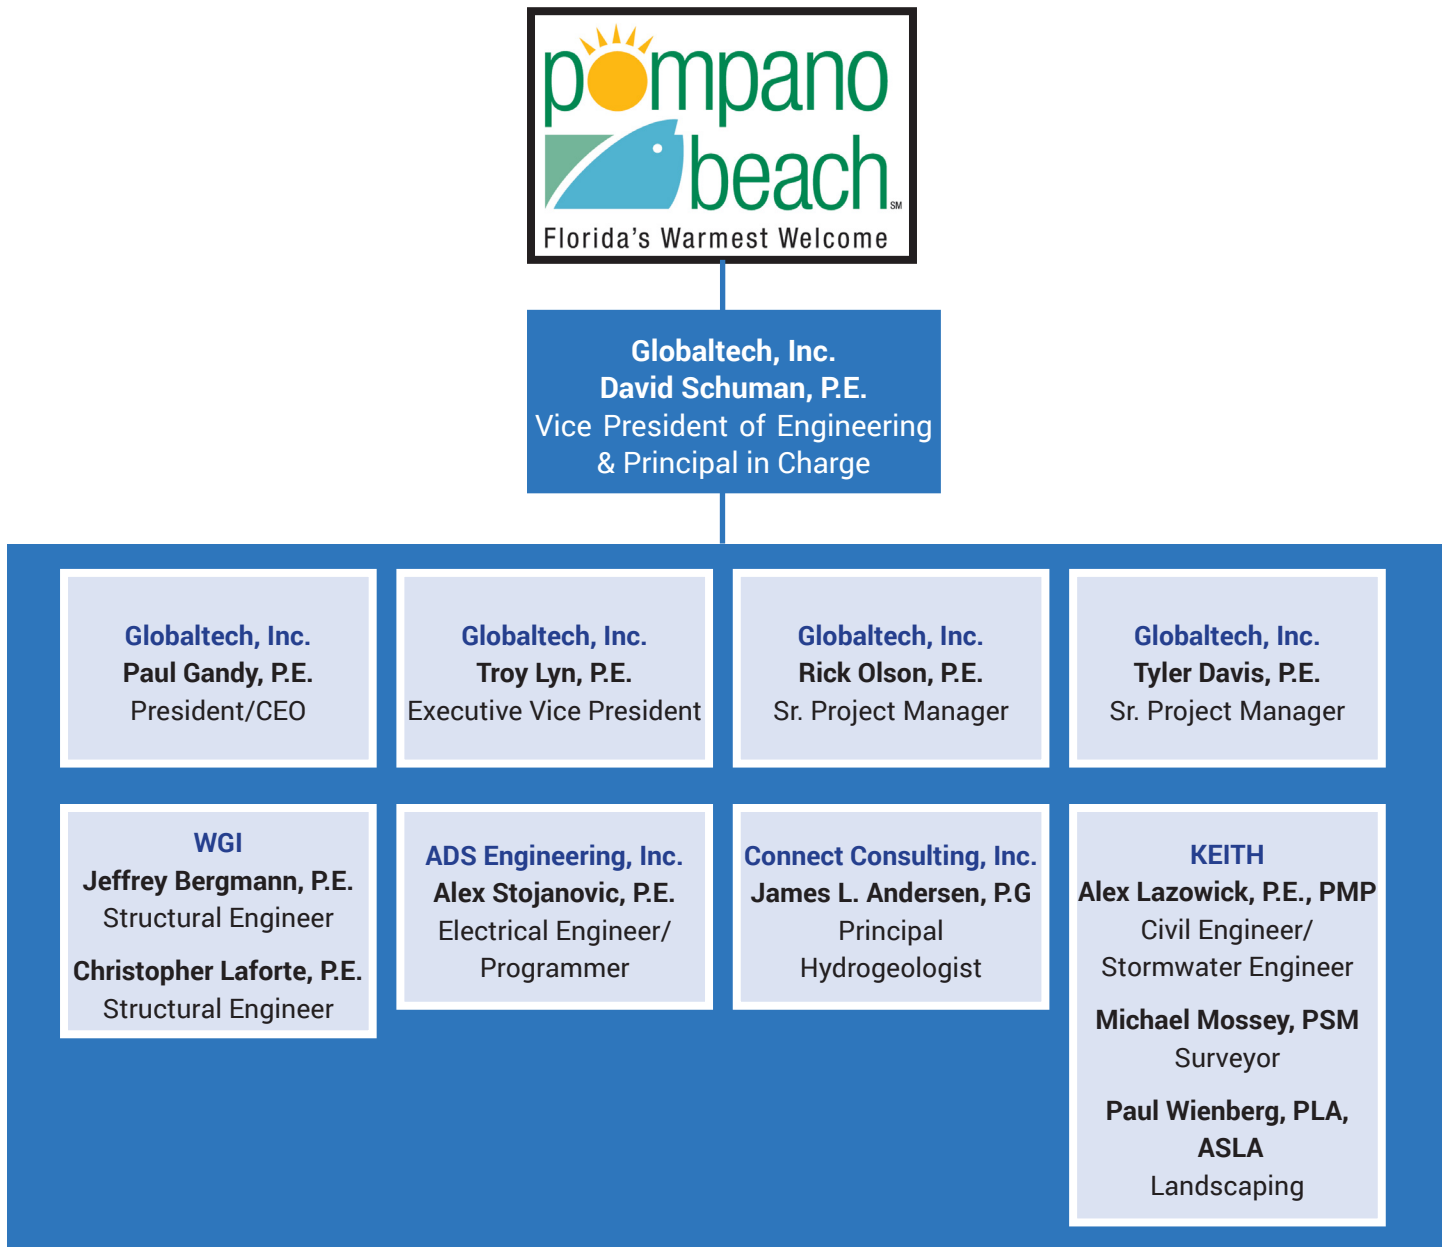 pompano
beach
SM
Florida's Warmest Welcome
Globaltech, Inc.
David Schuman, P.E.
Vice President of Engineering
& Principal in Charge
Globaltech, Inc.
Paul Gandy, P.E.
President/CEO
Globaltech, Inc.
Troy Lyn, P.E.
Executive Vice President
Globaltech, Inc.
Rick Olson, P.E.
Sr. Project Manager
Globaltech, Inc.
Tyler Davis, P.E.
Sr. Project Manager
WGI
Jeffrey Bergmann, P.E.
Structural Engineer
Christopher Laforte, P.E.
Structural Engineer
ADS Engineering, Inc.
Alex Stojanovic, P.E.
Electrical Engineer/
Programmer
Connect Consulting, Inc.
James L. Andersen, P.G
Principal
Hydrogeologist
KEITH
Alex Lazowick, P.E., PMP
Civil Engineer/
Stormwater Engineer
Michael Mossey, PSM
Surveyor
Paul Wienberg, PLA,
ASLA
Landscaping